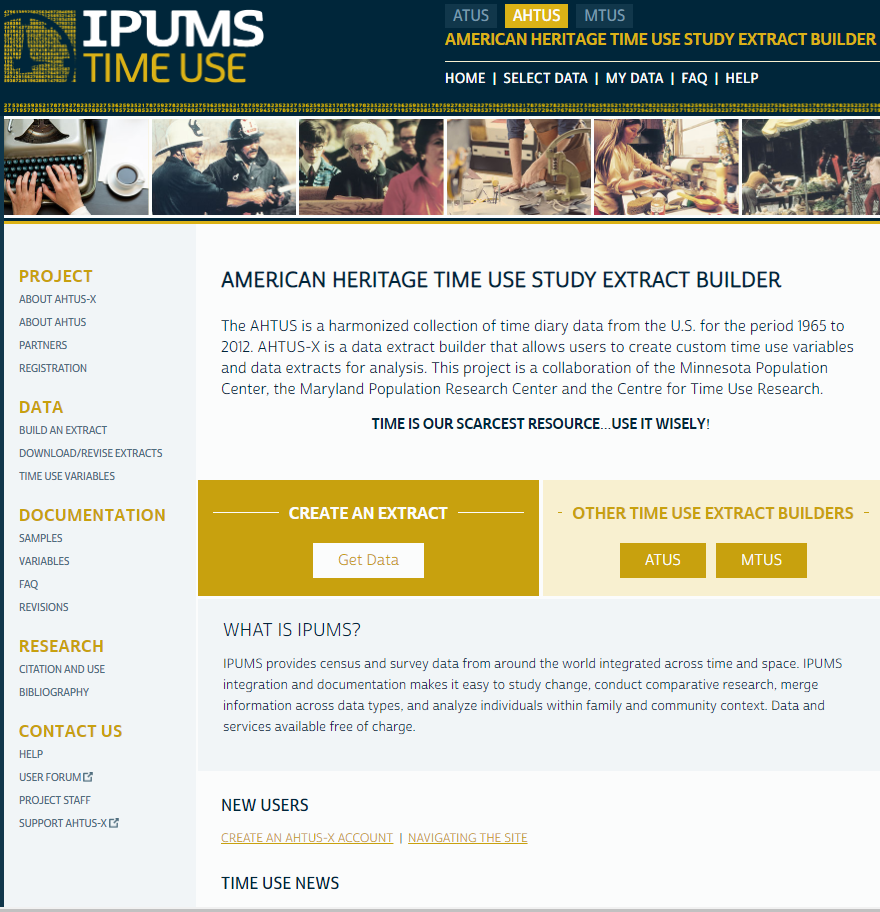 IPUMS
TIME USE
ATUS AHTUS MTUS
AMERICAN HERITAGE TIME USE STUDY EXTRACT BUILDER
HOME | SELECT DATA | MY DATA | FAQ | HELP
PROJECT
ABOUT AHTUS-X
ABOUT AHTUS
PARTNERS
REGISTRATION
DATA
BUILD AN EXTRACT
DOWNLOAD/REVISE EXTRACTS
TIME USE VARIABLES
DOCUMENTATION
SAMPLES
VARIABLES
FAQ
REVISIONS
RESEARCH
CITATION AND USE
BIBLIOGRAPHY
CONTACT US
HELP
USER FORUM
PROJECT STAFF
SUPPORT AHTUS-X
AMERICAN HERITAGE TIME USE STUDY EXTRACT BUILDER
The AHTUS is a harmonized collection of time diary data from the U.S. for the period 1965 to
2012. AHTUS-X is a data extract builder that allows users to create custom time use variables
and data extracts for analysis. This project is a collaboration of the Minnesota Population
Center, the Maryland Population Research Center and the Centre for Time Use Research.
TIME IS OUR SCARCEST RESOURCE...USE IT WISELY!
CREATE AN EXTRACT
Get Data
OTHER TIME USE EXTRACT BUILDERS
ATUS MTUS
WHAT IS IPUMS?
IPUMS provides census and survey data from around the world integrated across time and space. IPUMS
integration and documentation makes it easy to study change, conduct comparative research, merge
information across data types, and analyze individuals within family and community context. Data and
services available free of charge.
NEW USERS
CREATE AN AHTUS-X ACCOUNT | NAVIGATING THE SITE
TIME USE NEWS